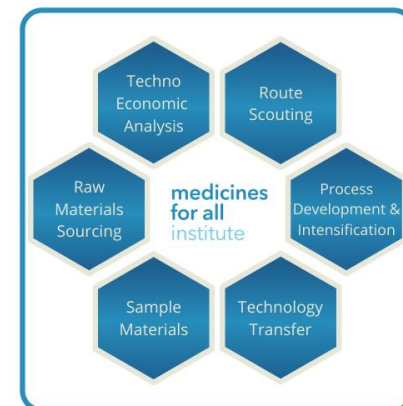 Techno
Economic
Analysis
Route
Scouting
Raw
Materials
Sourcing
medicines
for all
institute
Process
Development &
Intensification
Sample
Materials
Technology
Transfer